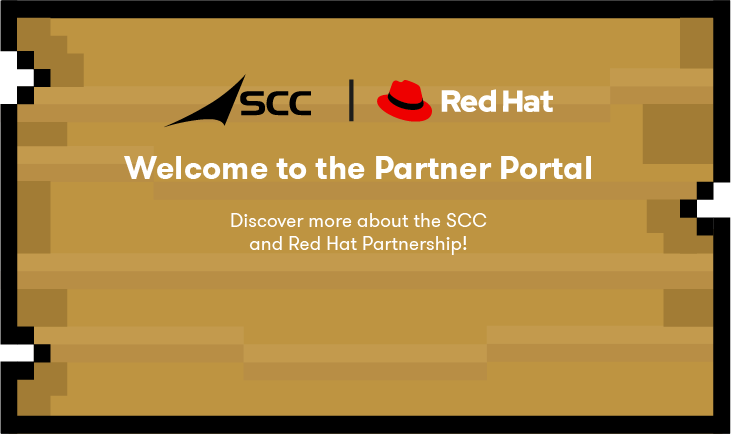 SCC | Red Hat
Welcome to the Partner Portal
Discover more about the SCC
and Red Hat Partnership!